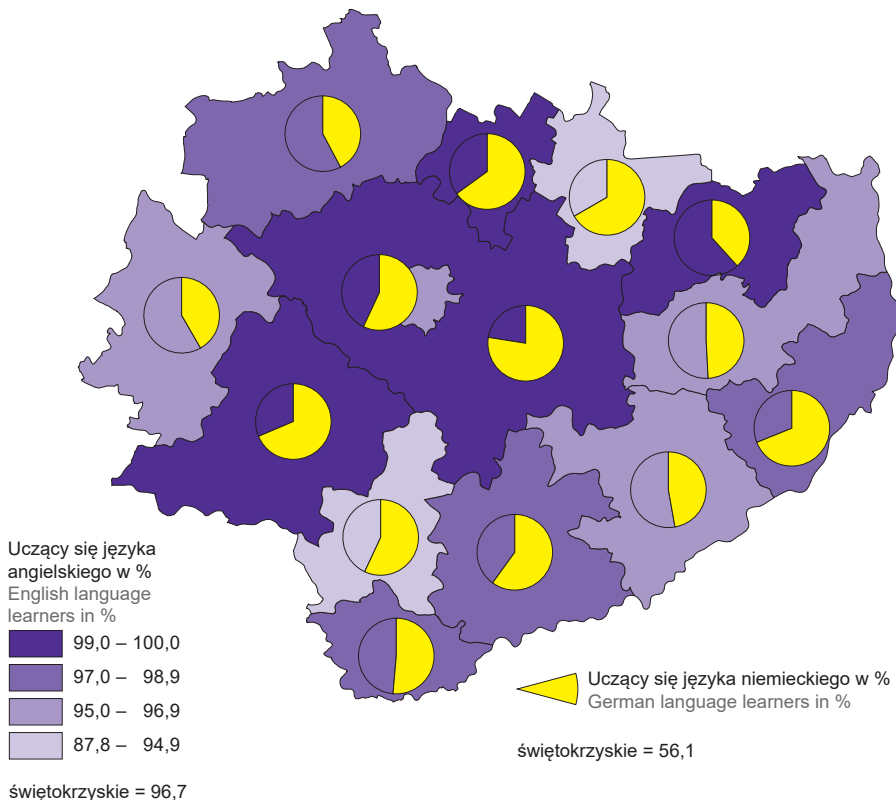 Uczący się języka
angielskiego w %
English language
learners in %
99,0 – 100,0
97,0 – 98,9
95,0 – 96,9
87,8 – 94,9
świętokrzyskie = 96,7
Uczący się języka niemieckiego w %
German language learners in %
świętokrzyskie = 56,1